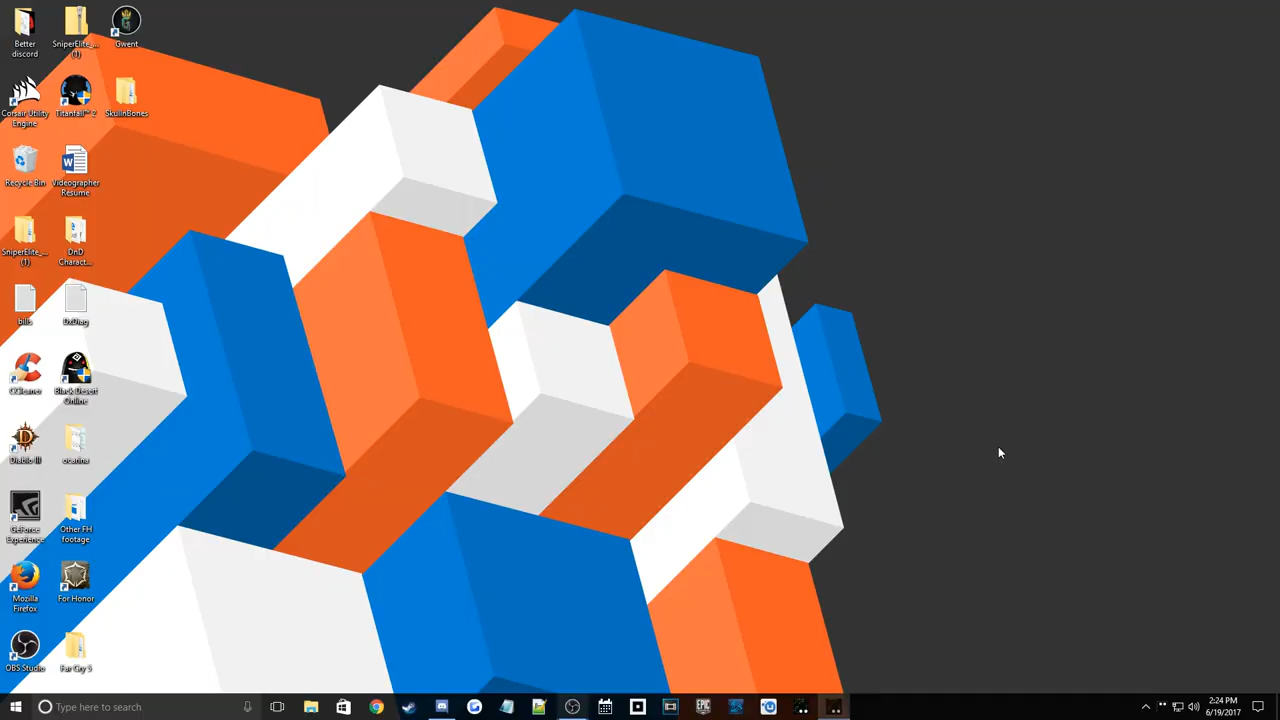 Better
discord
SniperElite_...
(1)
Gwent
Corsair Utility
Engine
Titanfall™ 2
SkullnBones
Recycle Bin
Videographer
Resume
SniperElite_...
(1)
DnD
Charact...
bills
DxDiag
CCleaner
Black Desert
Online
Diablo III
ocarina
GeForce
Experience
Other FH
footage
Mozilla
Firefox
For Honor
OBS Studio
Far Cry 5
Type here to search
EPIC
2:24 PM
6/19/2017